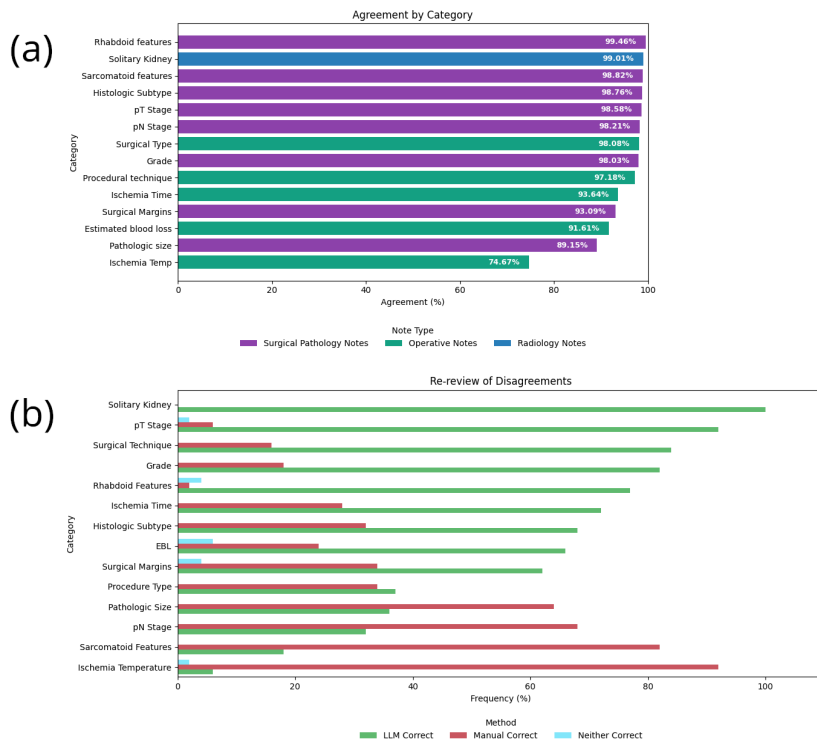 (a)
Agreement by Category
Category
Rhabdoid features 99.46%
Solitary Kidney 99.01%
Sarcomatoid features 98.82%
Histologic Subtype 98.76%
pT Stage 98.58%
pN Stage 98.21%
Surgical Type 98.08%
Grade 98.03%
Procedural technique 97.18%
Ischemia Time 93.64%
Surgical Margins 93.09%
Estimated blood loss 91.61%
Pathologic size 89.15%
Ischemia Temp 74.67%
0 20 40 60 80 100
Agreement (%)
Note Type
Surgical Pathology Notes Operative Notes Radiology Notes
(b)
Re-review of Disagreements
Category
Solitary Kidney
pT Stage
Surgical Technique
Grade
Rhabdoid Features
Ischemia Time
Histologic Subtype
EBL
Surgical Margins
Procedure Type
Pathologic Size
pN Stage
Sarcomatoid Features
Ischemia Temperature
0 20 40 60 80 100
Frequency (%)
Method
LLM Correct Manual Correct Neither Correct